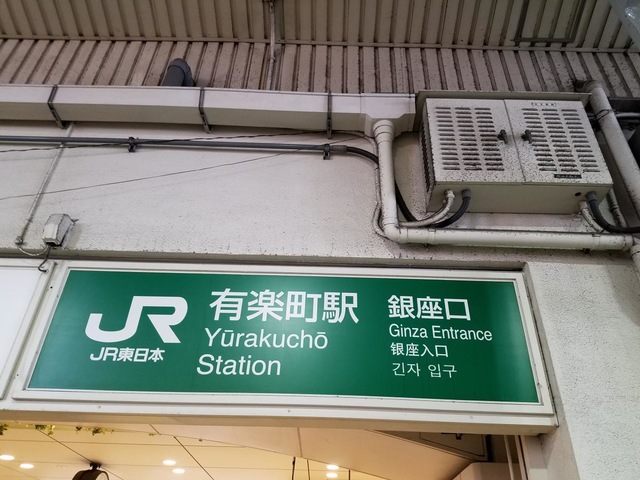 JR
JR東日本
有楽町駅
Yūrakuchō
Station
銀座口
Ginza Entrance
银座入口
긴자 입구